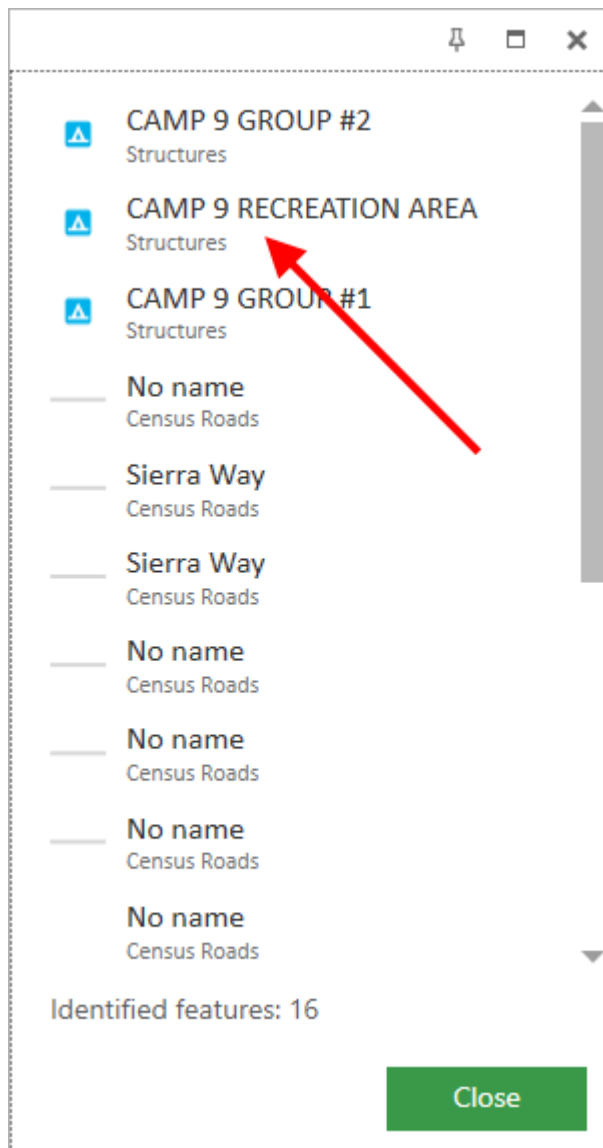 CAMP 9 GROUP #2
Structures
CAMP 9 RECREATION AREA
Structures
CAMP 9 GROUP #1
Structures
No name
Census Roads
Sierra Way
Census Roads
Sierra Way
Census Roads
No name
Census Roads
No name
Census Roads
No name
Census Roads
No name
Census Roads
Identified features: 16
Close